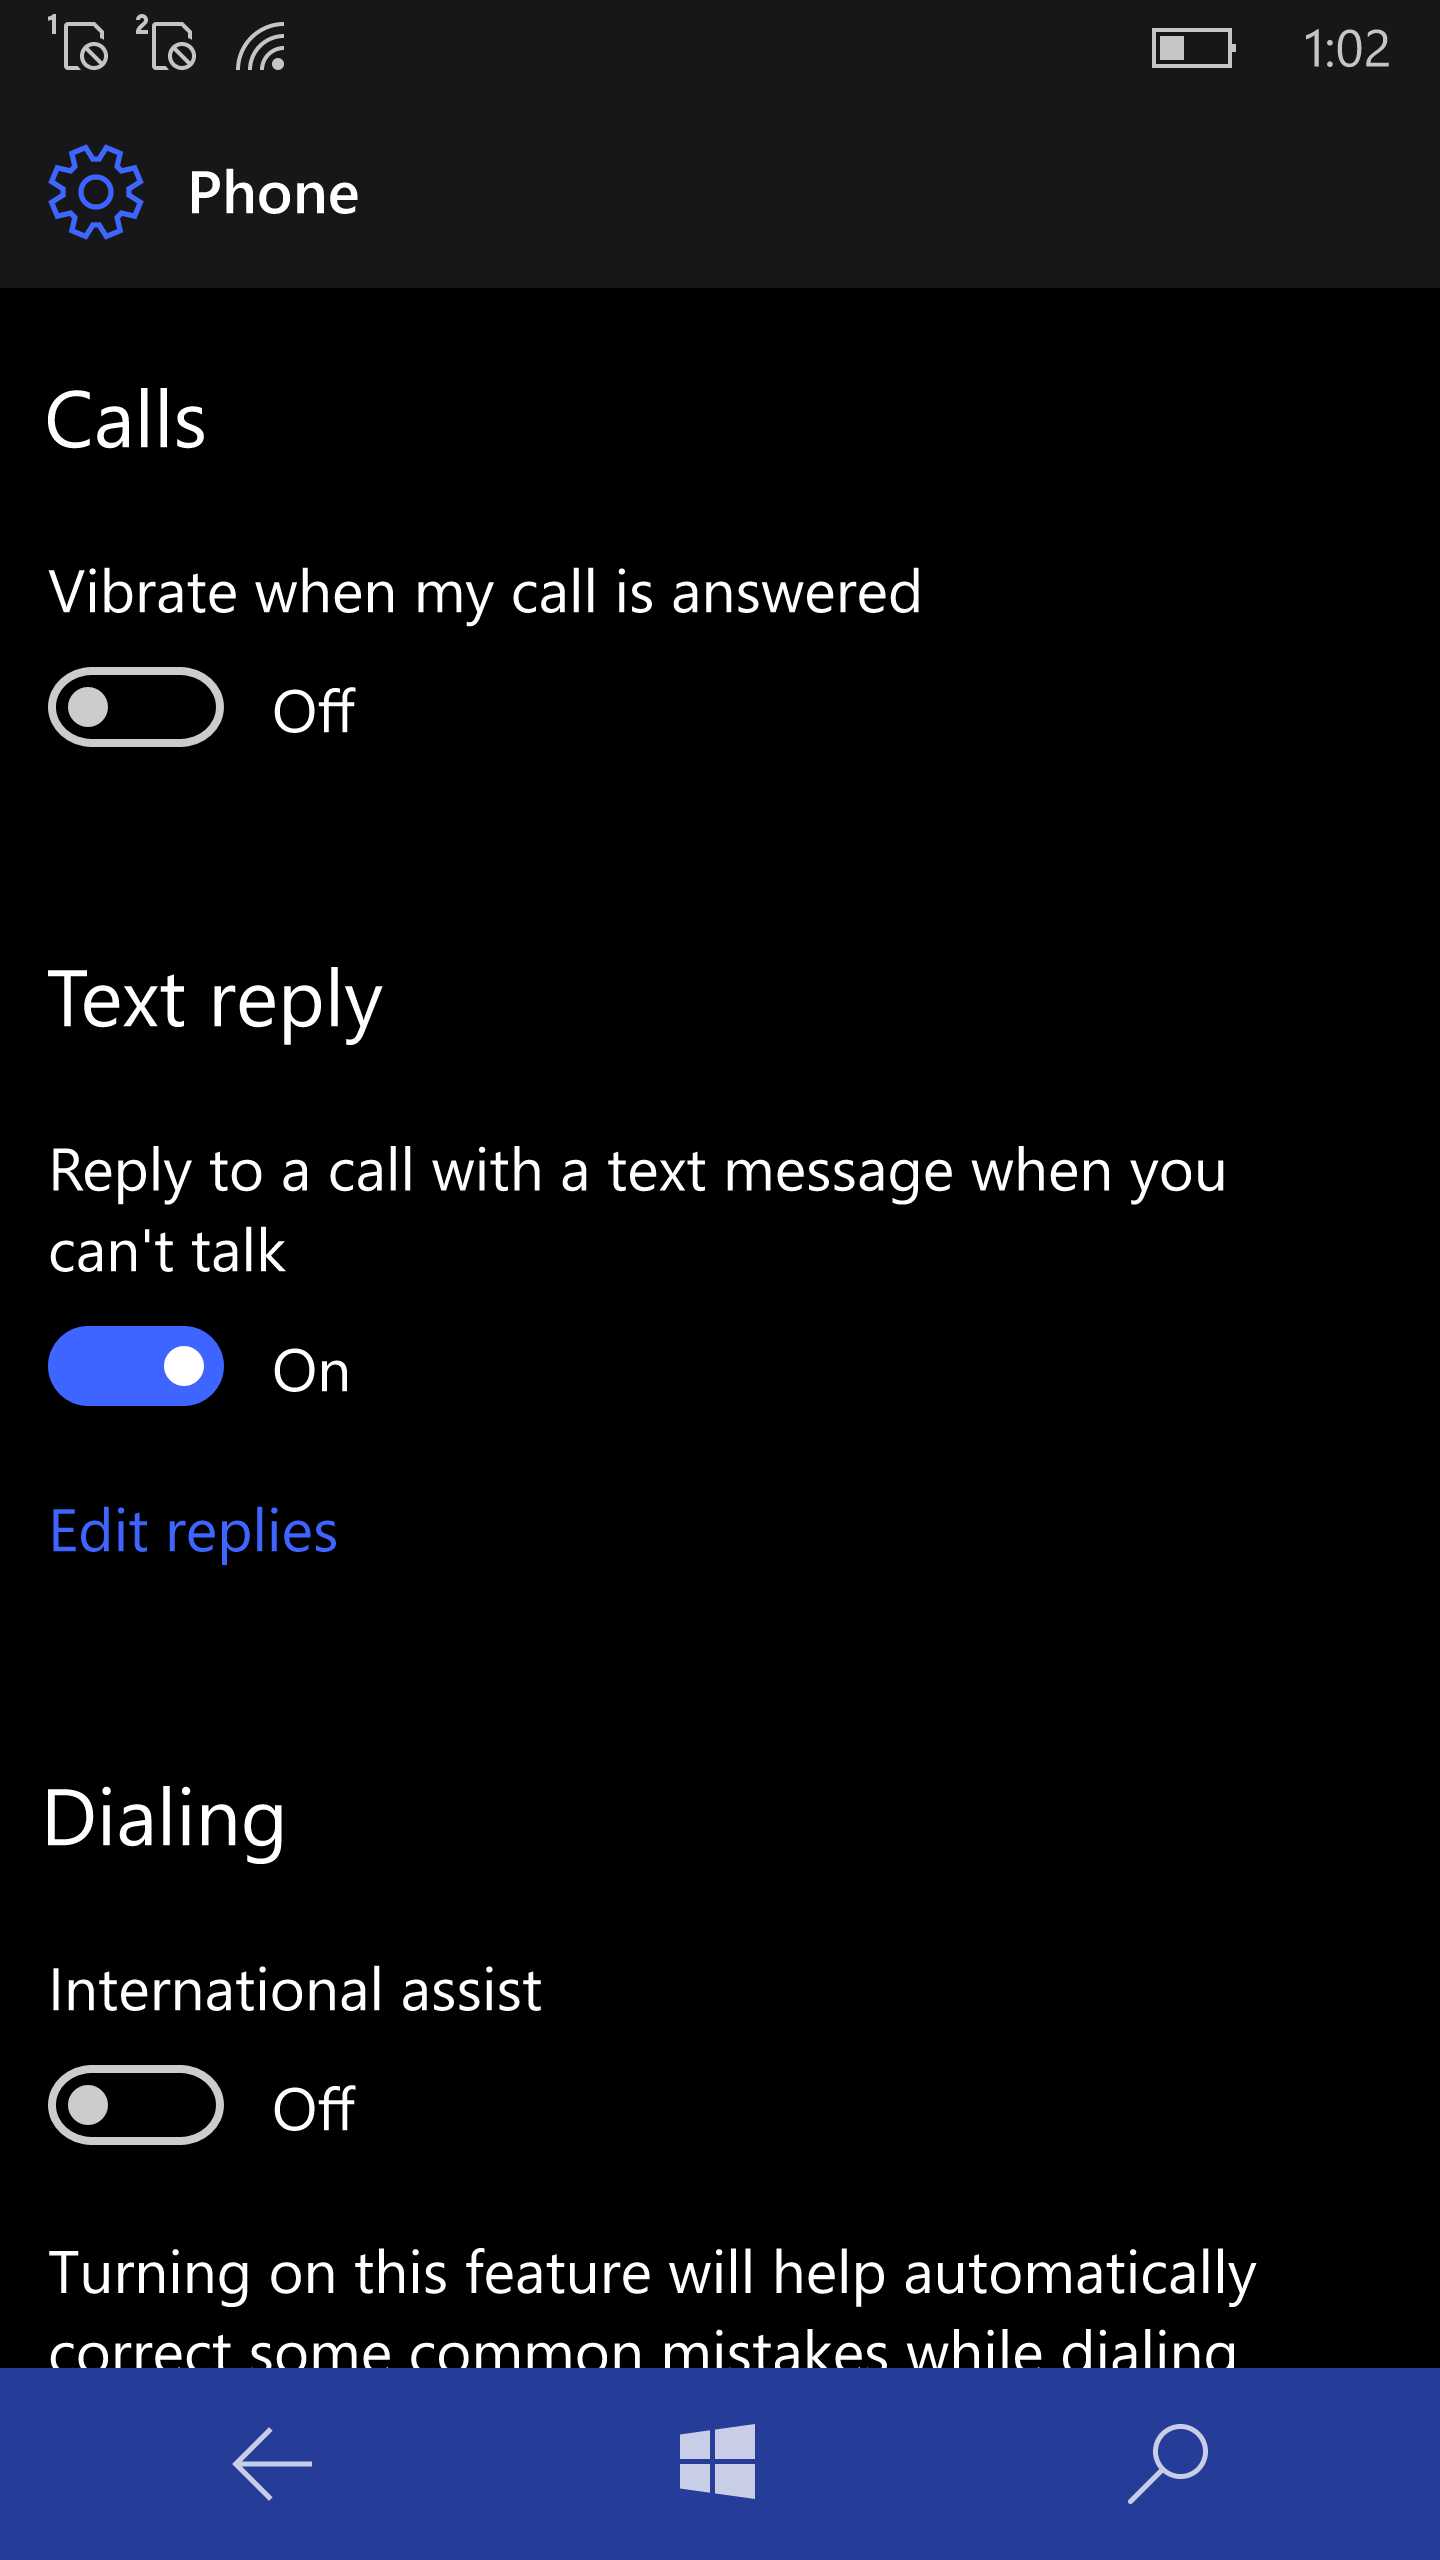 1 2 1:02
Phone
Calls
Vibrate when my call is answered
Off
Text reply
Reply to a call with a text message when you
can't talk
On
Edit replies
Dialing
International assist
Off
Turning on this feature will help automatically
correct some common mistakes while dialing